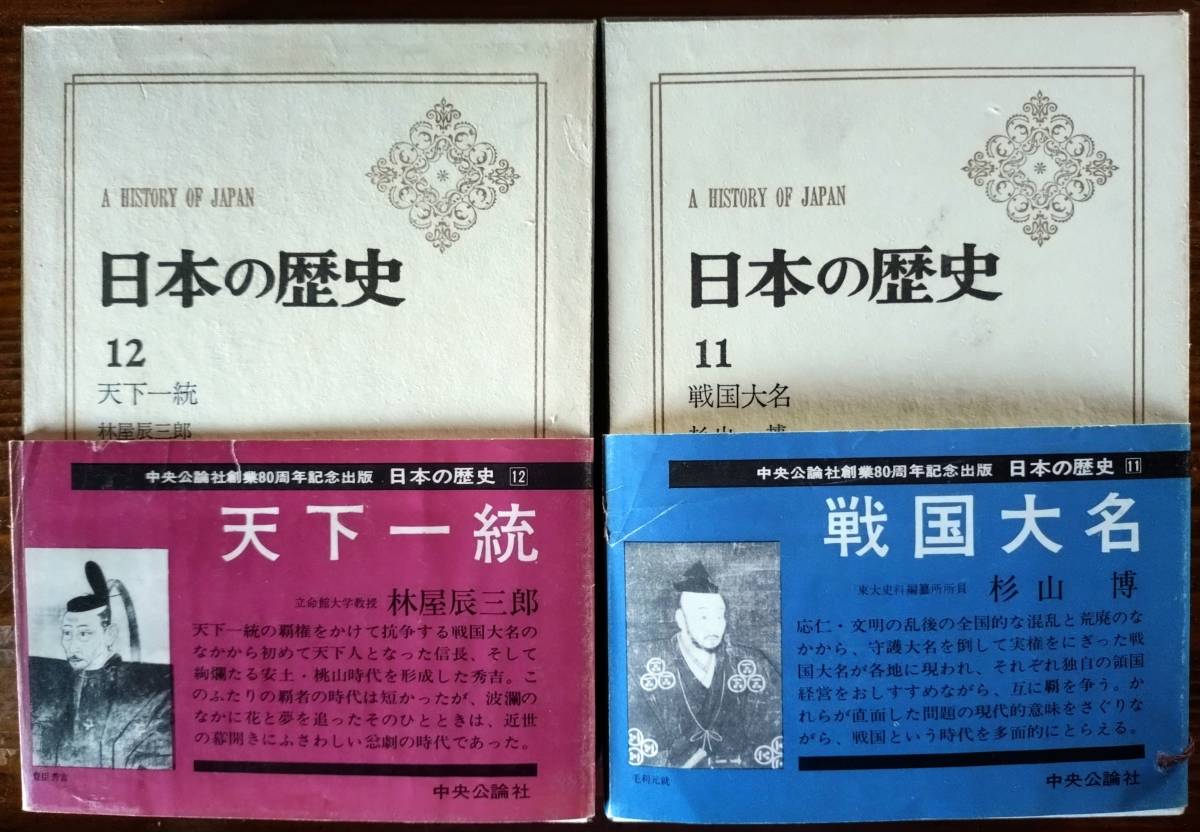 A HISTORY OF JAPAN
日本の歴史
12
天下一統
林屋辰三郎
中央公論社創業80周年記念出版 日本の歴史 12
天下一統
立命館大学教授 林屋辰三郎
天下一統の覇権をかけて抗争する戦国大名の
なかから初めて天下人となった信長、そして
絢爛たる安土・桃山時代を形成した秀吉。こ
のふたりの覇者の時代は短かったが、波瀾の
なかに花と夢を追ったそのひとときは、近世
の幕開きにふさわしい忩劇の時代であった。
豊臣秀吉
中央公論社
A HISTORY OF JAPAN
日本の歴史
11
戦国大名
杉山 博
中央公論社創業80周年記念出版 日本の歴史 11
戦国大名
東大史料編纂所所員 杉山 博
応仁・文明の乱後の全国的な混乱と荒廃のな
かから、守護大名を倒して実権をにぎった戦
国大名が各地に現われ、それぞれ独自の領国
経営をおしすすめながら、互に覇を争う。か
れらが直面した問題の現代的意味をさぐりな
がら、戦国という時代を多面的にとらえる。
毛利元就
中央公論社